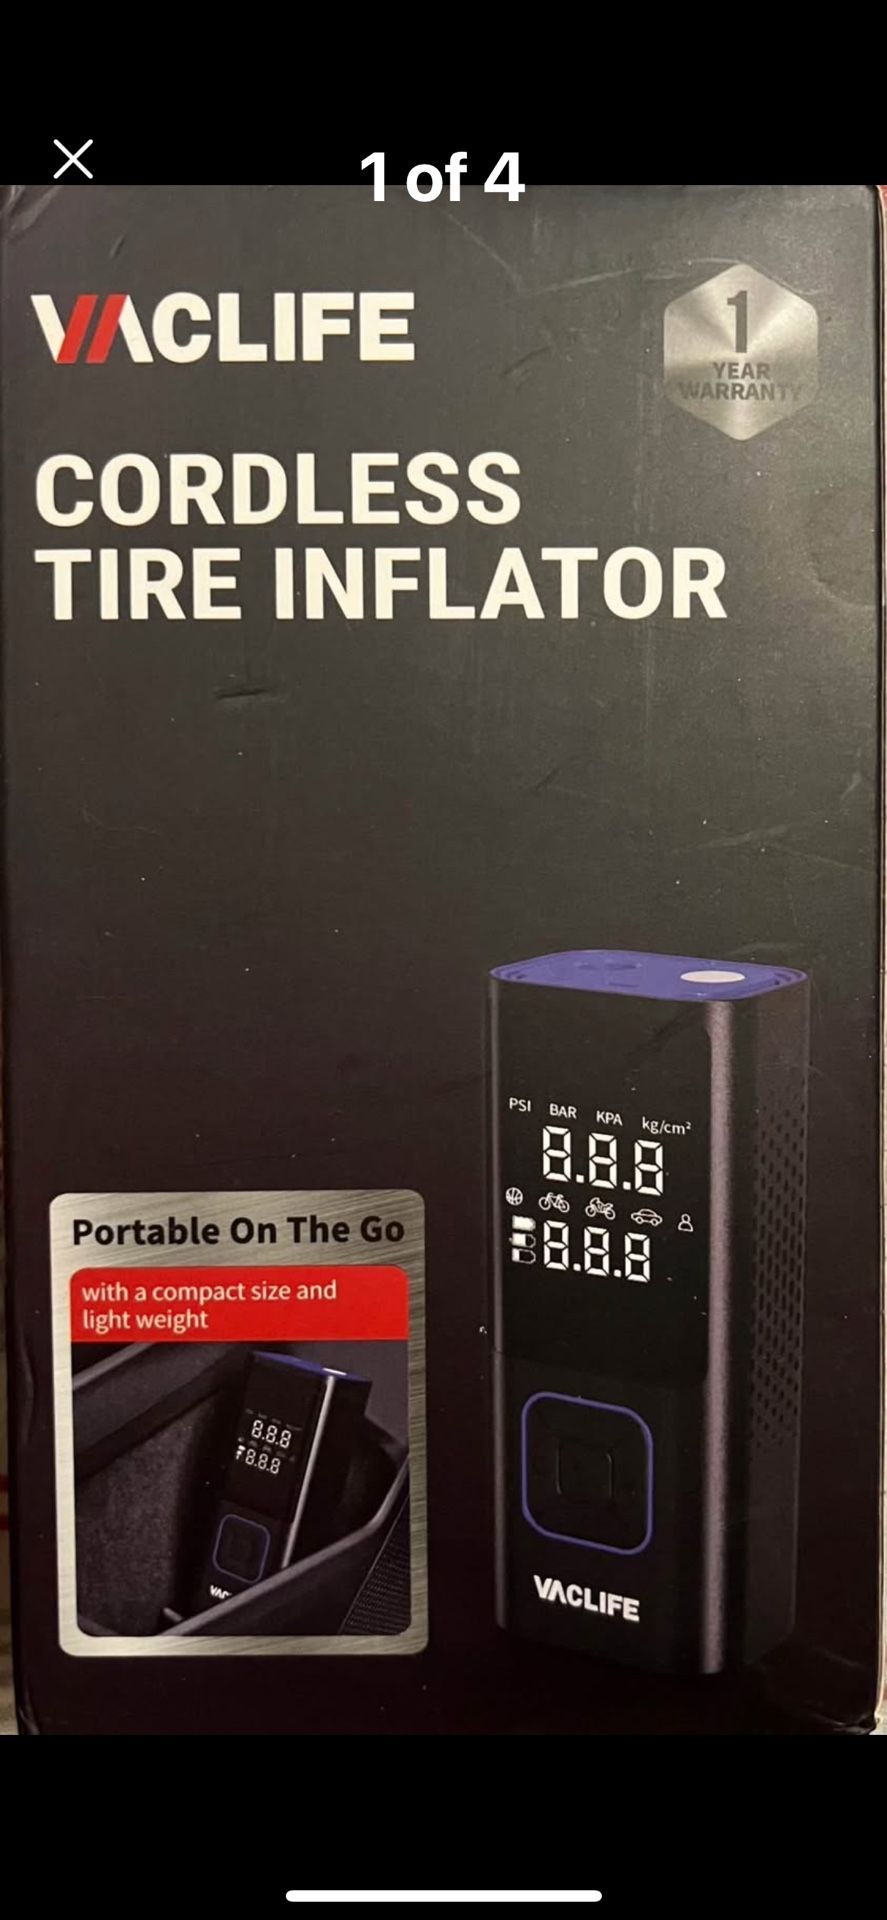 1 of 4
VACLIFE
1
YEAR
WARRANTY
CORDLESS
TIRE INFLATOR
PSI BAR KPA kg/cm²
8.8.8
8.8.8
VACLIFE
Portable On The Go
with a compact size and
light weight
8.8.8
8.8.8